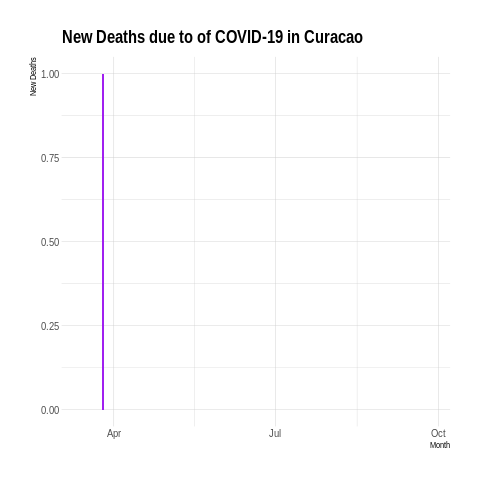 New Deaths due to of COVID-19 in Curacao
New Deaths
1.00
0.75
0.50
0.25
0.00
Apr
Jul
Oct
Month